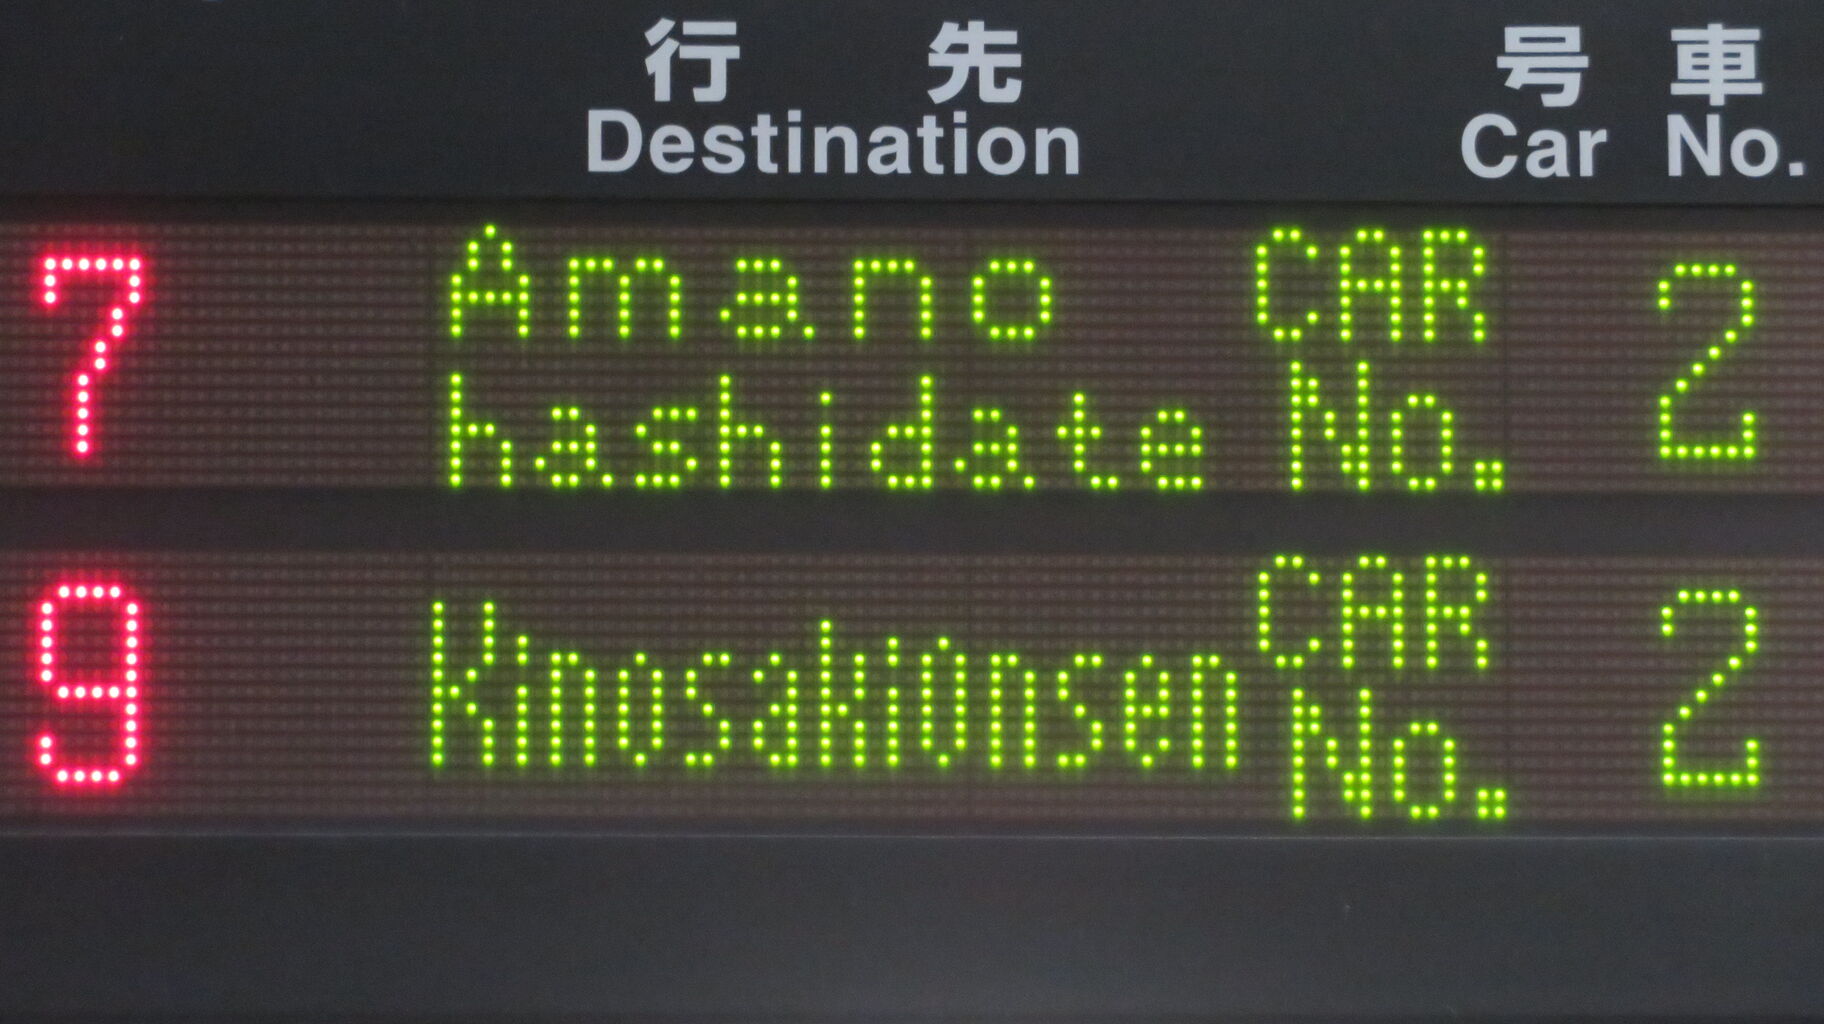 行先 号車
Destination Car No.
7 Amano CAR 2
hashidate No.
9 Kinosakionsen CAR 2
No.